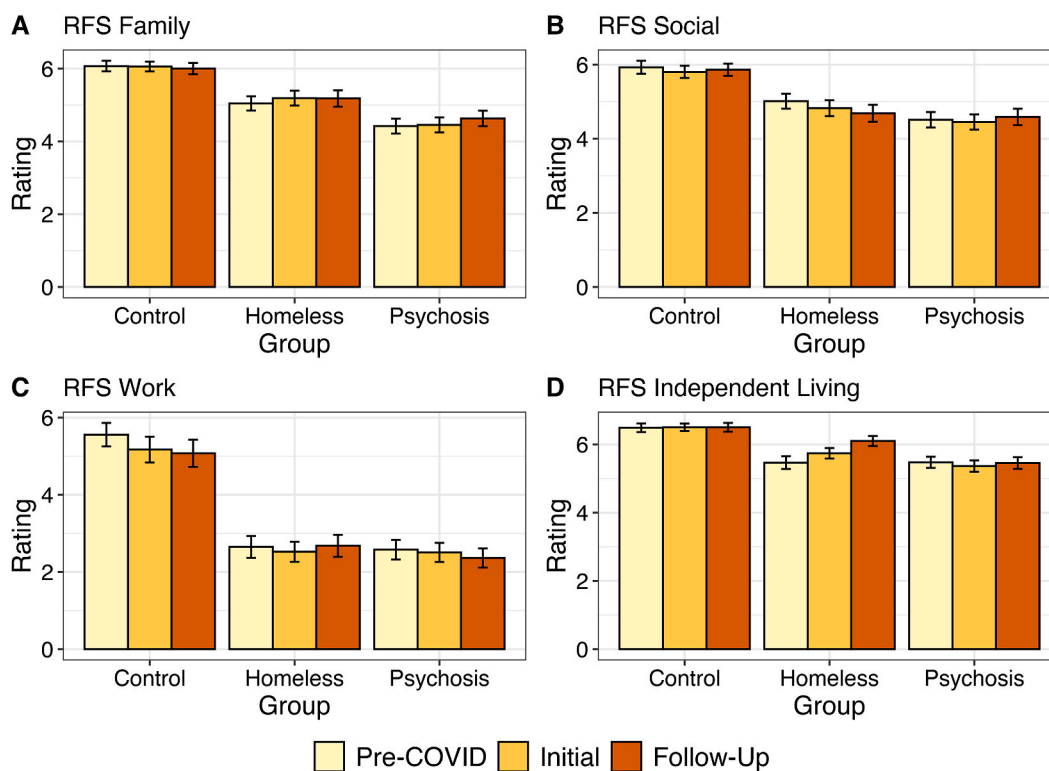 A RFS Family
Rating
6
4
2
0
Control Homeless Psychosis
Group
B RFS Social
Rating
6
4
2
0
Control Homeless Psychosis
Group
C RFS Work
Rating
6
4
2
0
Control Homeless Psychosis
Group
D RFS Independent Living
Rating
6
4
2
0
Control Homeless Psychosis
Group
Pre-COVID Initial Follow-Up